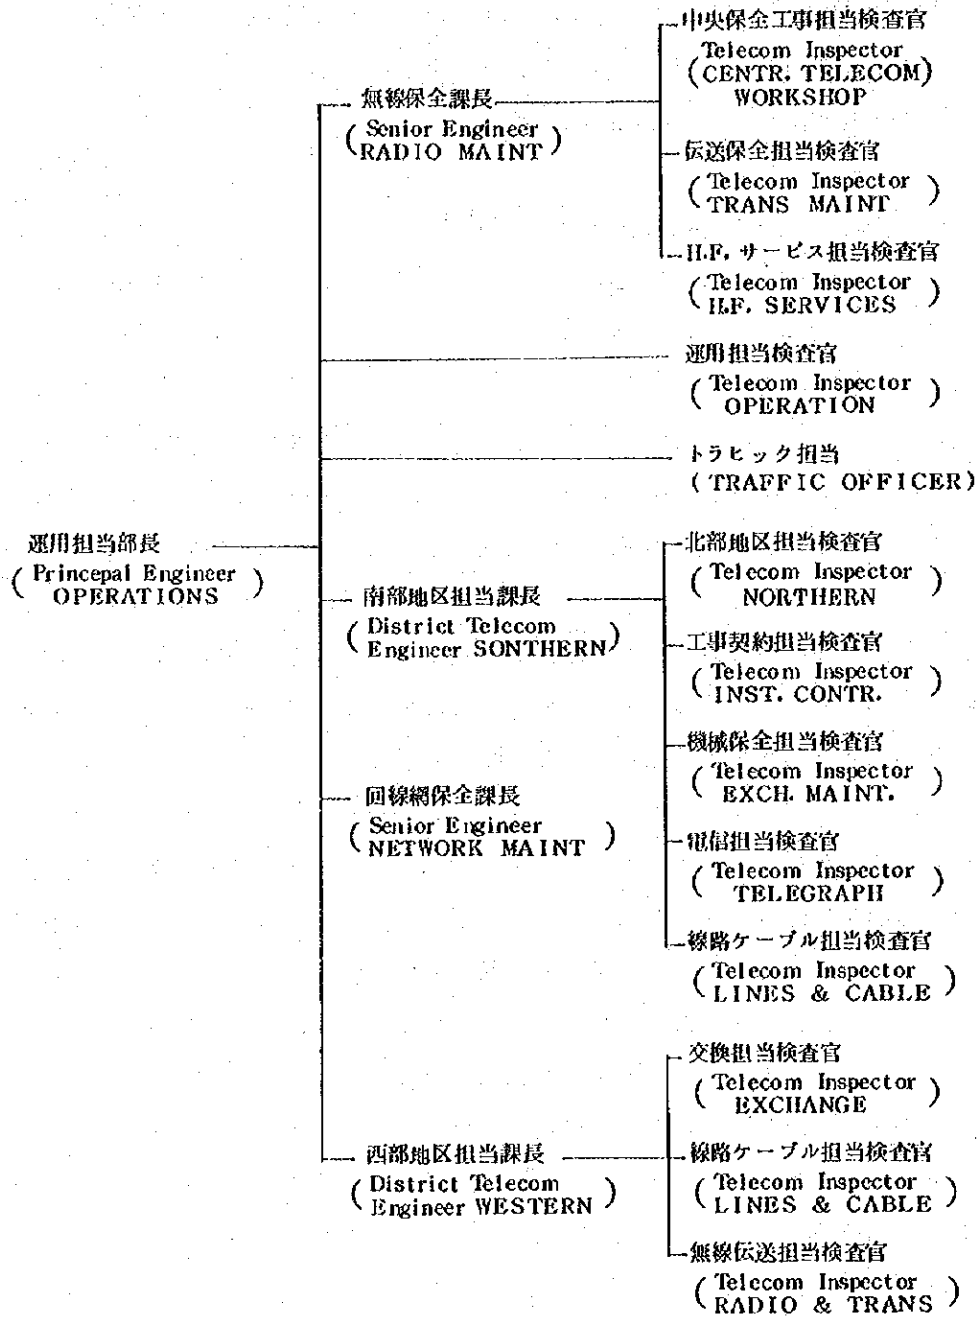 中央保全工事担当検査官
(Telecom Inspector
CENTR. TELECOM)
WORKSHOP
無線保全課長
(Senior Engineer
RADIO MAINT)
伝送保全担当検査官
(Telecom Inspector
TRANS MAINT)
H.F. サービス担当検査官
(Telecom Inspector
H.F. SERVICES)
運用担当検査官
(Telecom Inspector
OPERATION)
トラヒック担当
(TRAFFIC OFFICER)
運用担当部長
(Princepal Engineer
OPERATIONS)
南部地区担当課長
(District Telecom
Engineer SONTHERN)
北部地区担当検査官
(Telecom Inspector
NORTHERN)
工事契約担当検査官
(Telecom Inspector
INST. CONTR.)
機械保全担当検査官
(Telecom Inspector
EXCH. MAINT.)
回線網保全課長
(Senior Engineer
NETWORK MAINT)
電信担当検査官
(Telecom Inspector
TELEGRAPH)
線路ケーブル担当検査官
(Telecom Inspector
LINES & CABLE)
交換担当検査官
(Telecom Inspector
EXCHANGE)
西部地区担当課長
(District Telecom
Engineer WESTERN)
線路ケーブル担当検査官
(Telecom Inspector
LINES & CABLE)
無線伝送担当検査官
(Telecom Inspector
RADIO & TRANS)